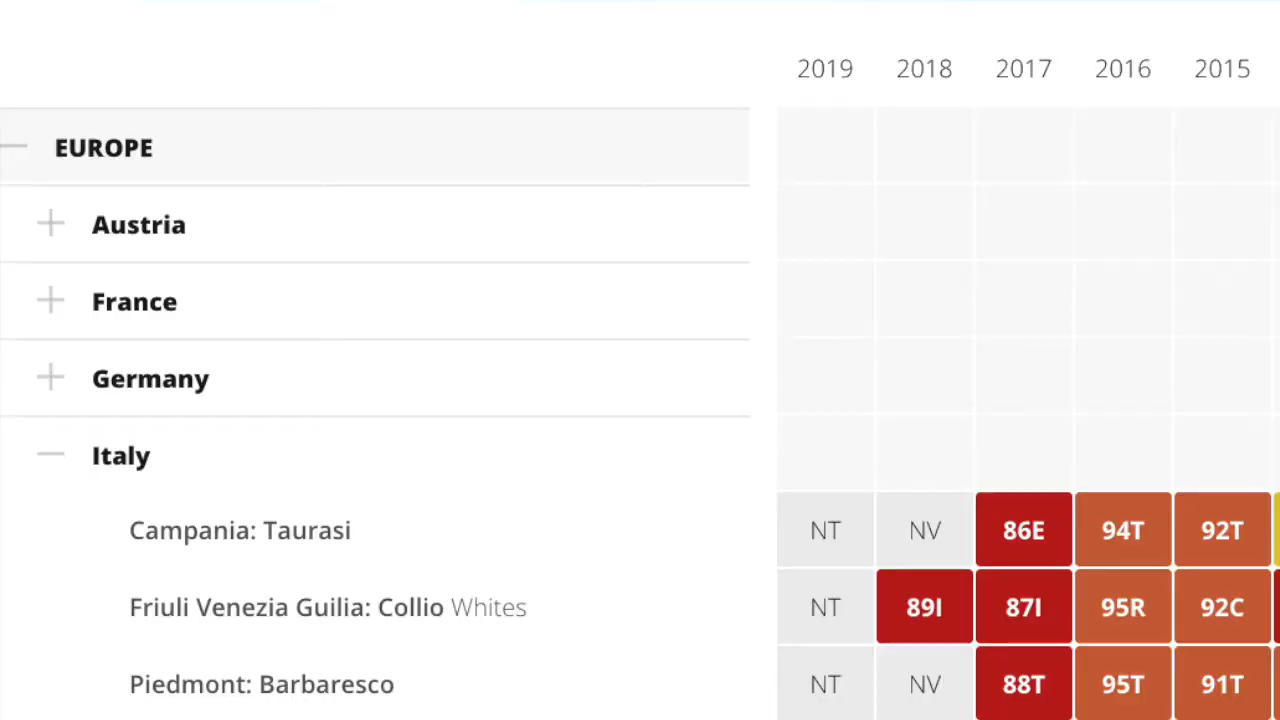 2019 2018 2017 2016 2015
EUROPE
Austria
France
Germany
Italy
Campania: Taurasi NT NV 86E 94T 92T
Friuli Venezia Guilia: Collio Whites NT 89I 87I 95R 92C
Piedmont: Barbaresco NT NV 88T 95T 91T